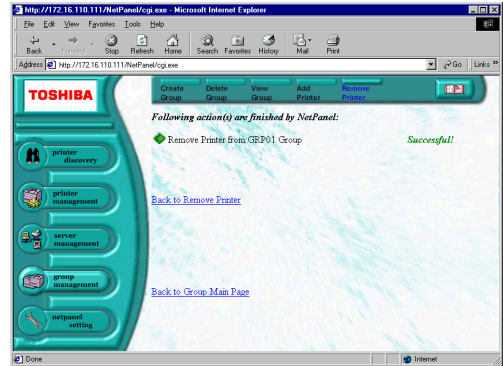 http://172.16.110.111/NetPanel/cgi.exe - Microsoft Internet Explorer
File Edit View Favorites Tools Help
Back Forward Stop Refresh Home Search Favorites History Mail Print
Address http://172.16.110.111/NetPanel/cgi.exe Go Links »
TOSHIBA
Create Group Delete Group View Group Add Printer Remove Printer
Following action(s) are finished by NetPanel:
Remove Printer from GRP01 Group Successful!
printer discovery
printer management
Back to Remove Printer
server management
group management
Back to Group Main Page
netpanel setting
Done Internet